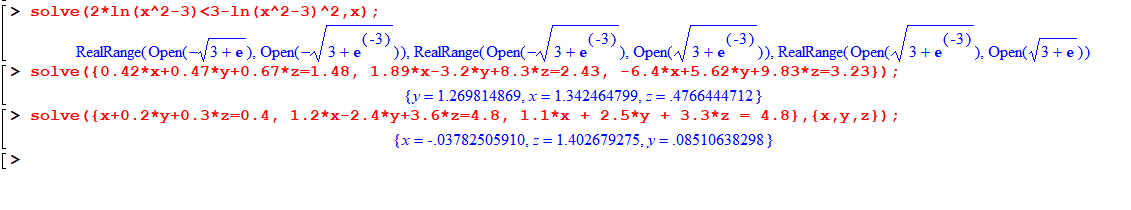 > solve(2*ln(x^2-3)<3-ln(x^2-3)^2,x);
RealRange(Open(-√(3 + e)), Open(-√(3 + e^(-3)))), RealRange(Open(-√(3 + e^(-3))), Open(√(3 + e^(-3)))), RealRange(Open(√(3 + e^(-3))), Open(√(3 + e)))
> solve({0.42*x+0.47*y+0.67*z=1.48, 1.89*x-3.2*y+8.3*z=2.43, -6.4*x+5.62*y+9.83*z=3.23});
{y = 1.269814869, x = 1.342464799, z = .4766444712}
> solve({x+0.2*y+0.3*z=0.4, 1.2*x-2.4*y+3.6*z=4.8, 1.1*x + 2.5*y + 3.3*z = 4.8},{x,y,z});
{x = -.03782505910, z = 1.402679275, y = .08510638298}
>